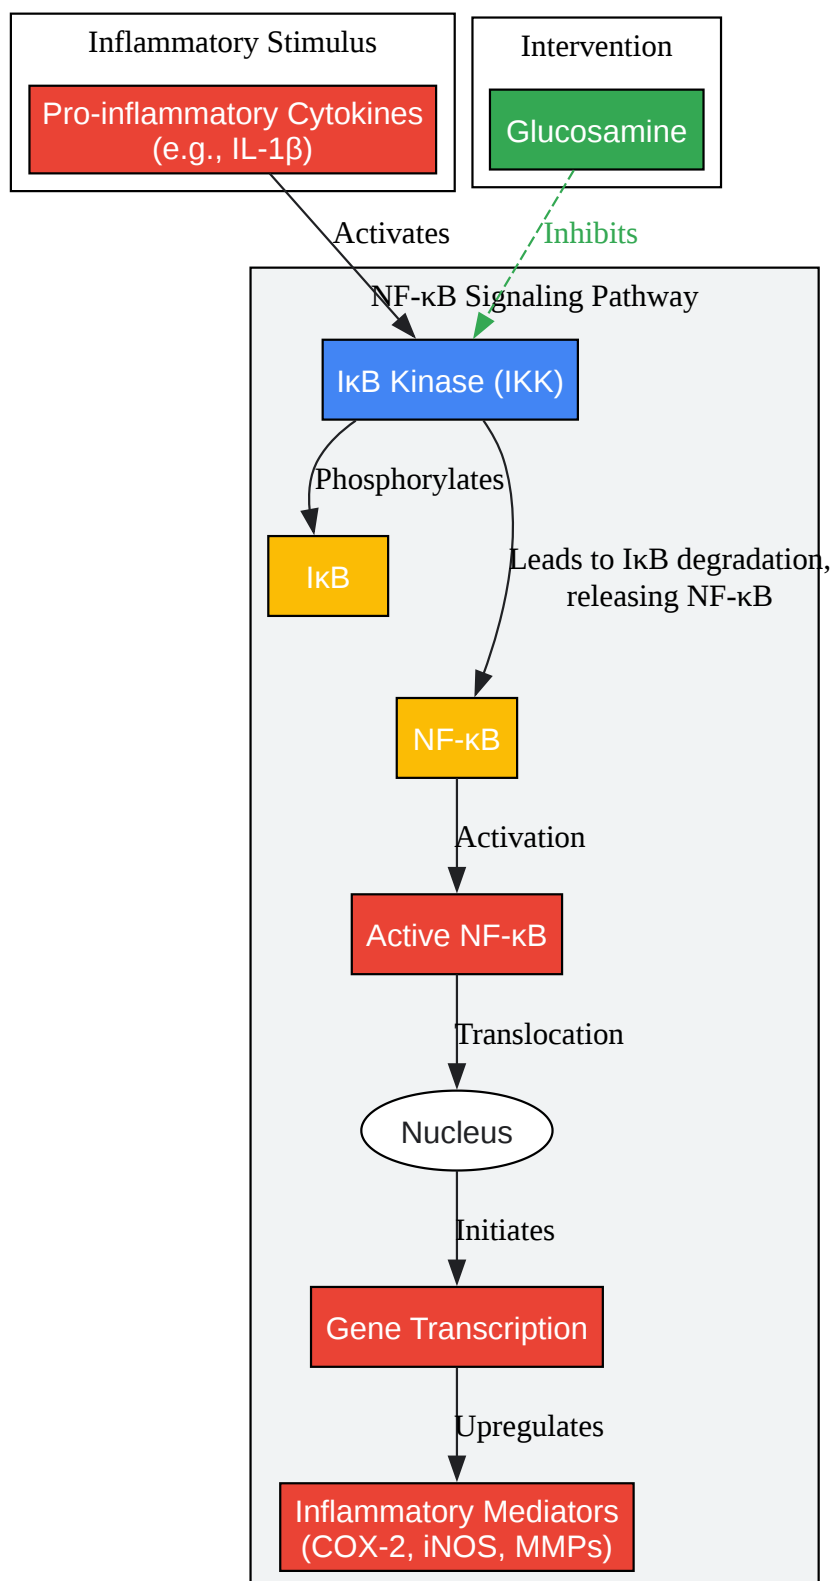 Inflammatory Stimulus
Pro-inflammatory Cytokines
(e.g., IL-1β)
Intervention
Glucosamine
Activates
Inhibits
NF-κB Signaling Pathway
IκB Kinase (IKK)
Phosphorylates
IκB
Leads to IκB degradation,
releasing NF-κB
NF-κB
Activation
Active NF-κB
Translocation
Nucleus
Initiates
Gene Transcription
Upregulates
Inflammatory Mediators
(COX-2, iNOS, MMPs)